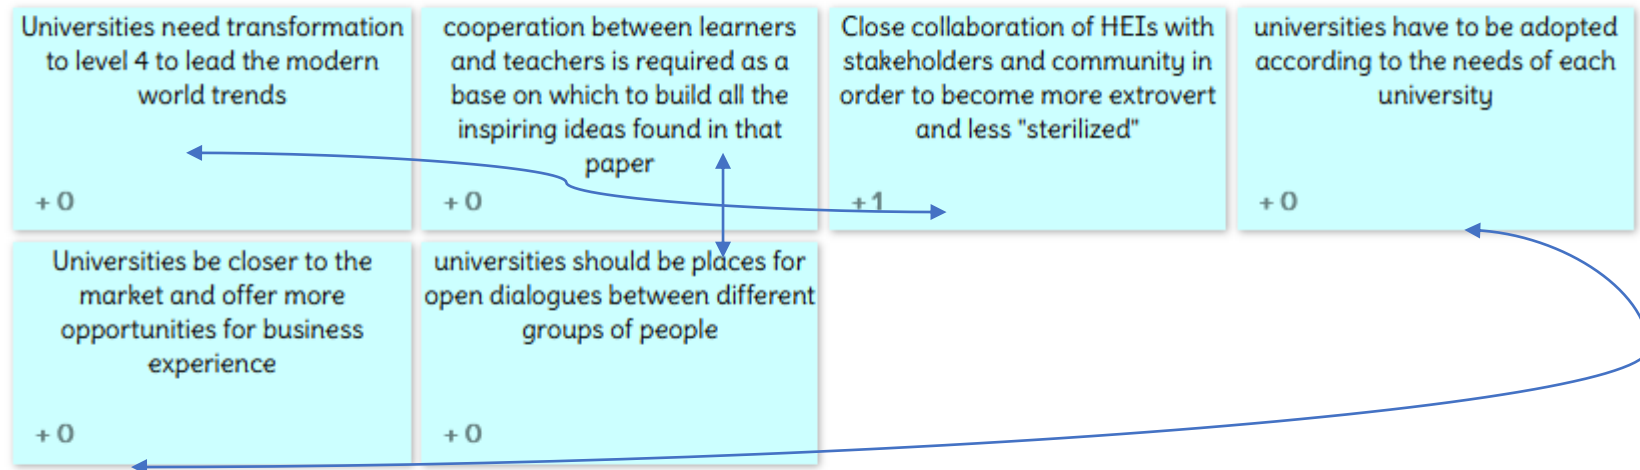 Universities need transformation
to level 4 to lead the modern
world trends
+ 0
cooperation between learners
and teachers is required as a
base on which to build all the
inspiring ideas found in that
paper
+ 0
Close collaboration of HEIs with
stakeholders and community in
order to become more extrovert
and less "sterilized"
+ 1
universities have to be adopted
according to the needs of each
university
+ 0
Universities be closer to the
market and offer more
opportunities for business
experience
+ 0
universities should be places for
open dialogues between different
groups of people
+ 0